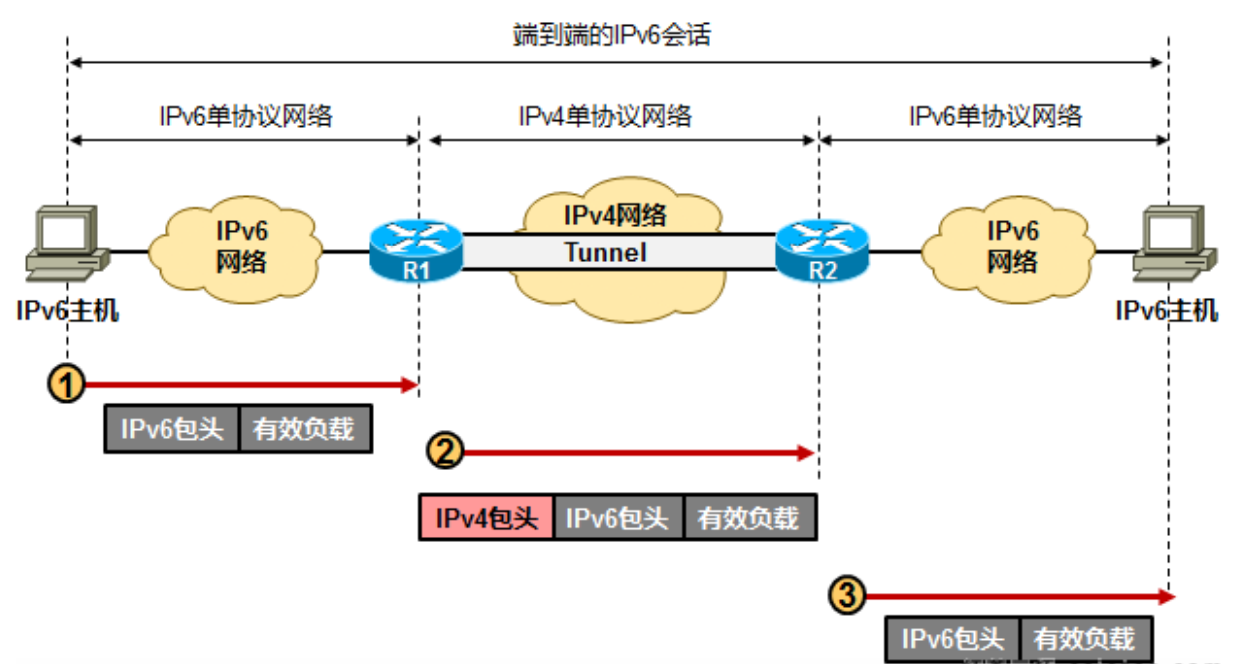 端到端的IPv6会话
IPv6单协议网络
IPv4单协议网络
IPv6单协议网络
IPv6
网络
IPv4网络
Tunnel
IPv6
网络
R1
R2
IPv6主机
IPv6主机
1
IPv6包头 有效负载
2
IPv4包头 IPv6包头 有效负载
3
IPv6包头 有效负载